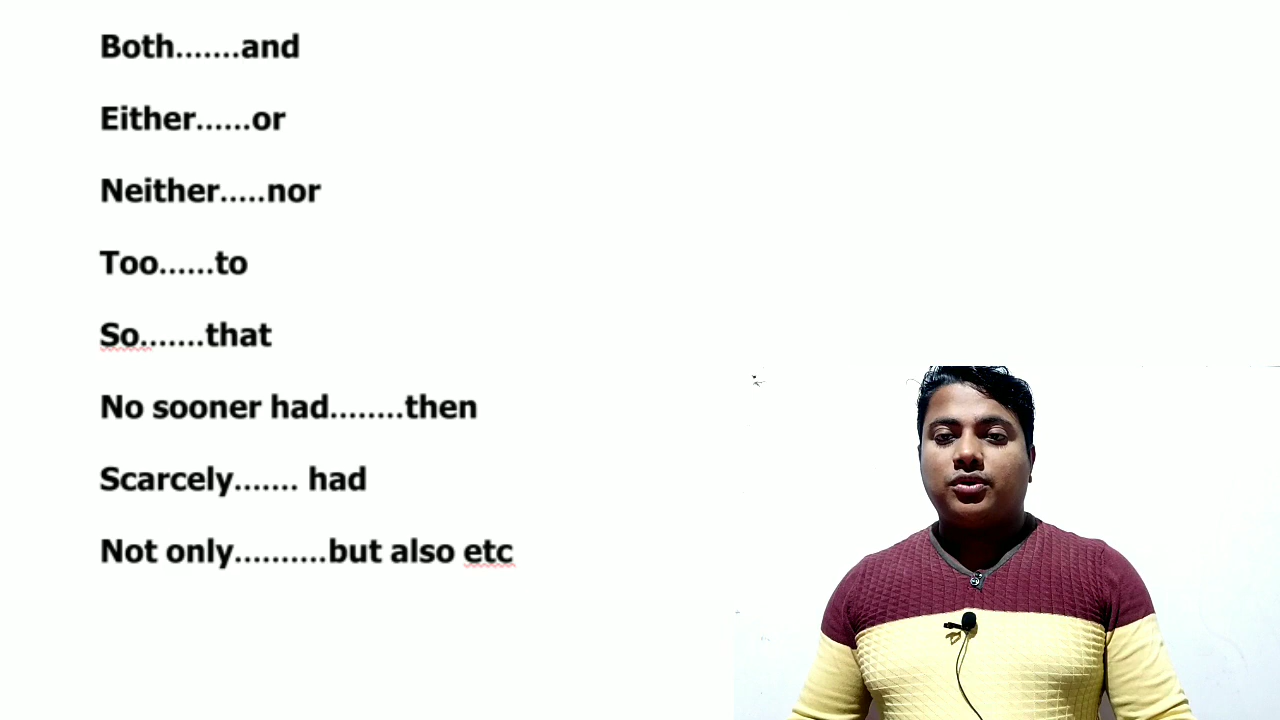 Both.......and
Either......or
Neither.....nor
Too......to
So.......that
No sooner had........then
Scarcely....... had
Not only..........but also etc